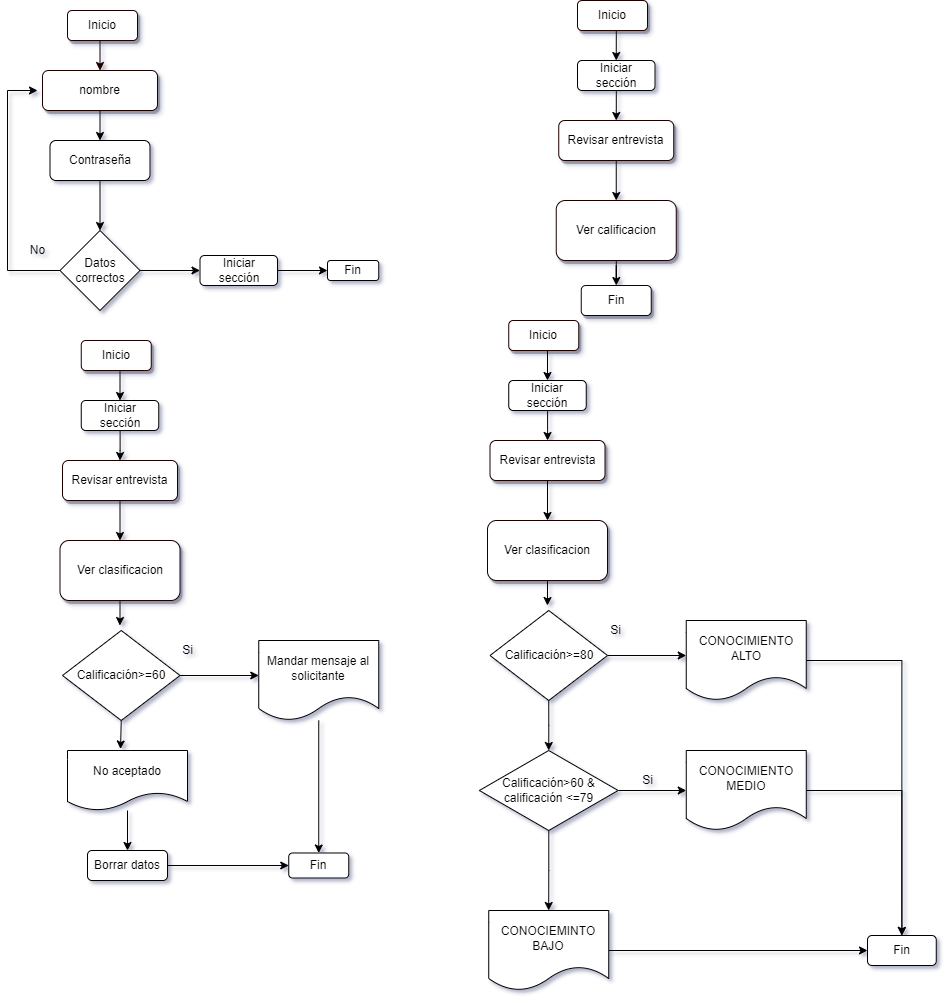 Inicio
nombre
Contraseña
No
Datos
correctos
Iniciar
sección
Fin
Inicio
Iniciar
sección
Revisar entrevista
Ver calificacion
Fin
Inicio
Iniciar
sección
Revisar entrevista
Ver clasificacion
Calificación>=60
Si
Mandar mensaje al
solicitante
No aceptado
Borrar datos
Fin
Inicio
Iniciar
sección
Revisar entrevista
Ver clasificacion
Calificación>=80
Si
CONOCIMIENTO
ALTO
Calificación>60 &
calificación <=79
Si
CONOCIMIENTO
MEDIO
CONOCIEMINTO
BAJO
Fin